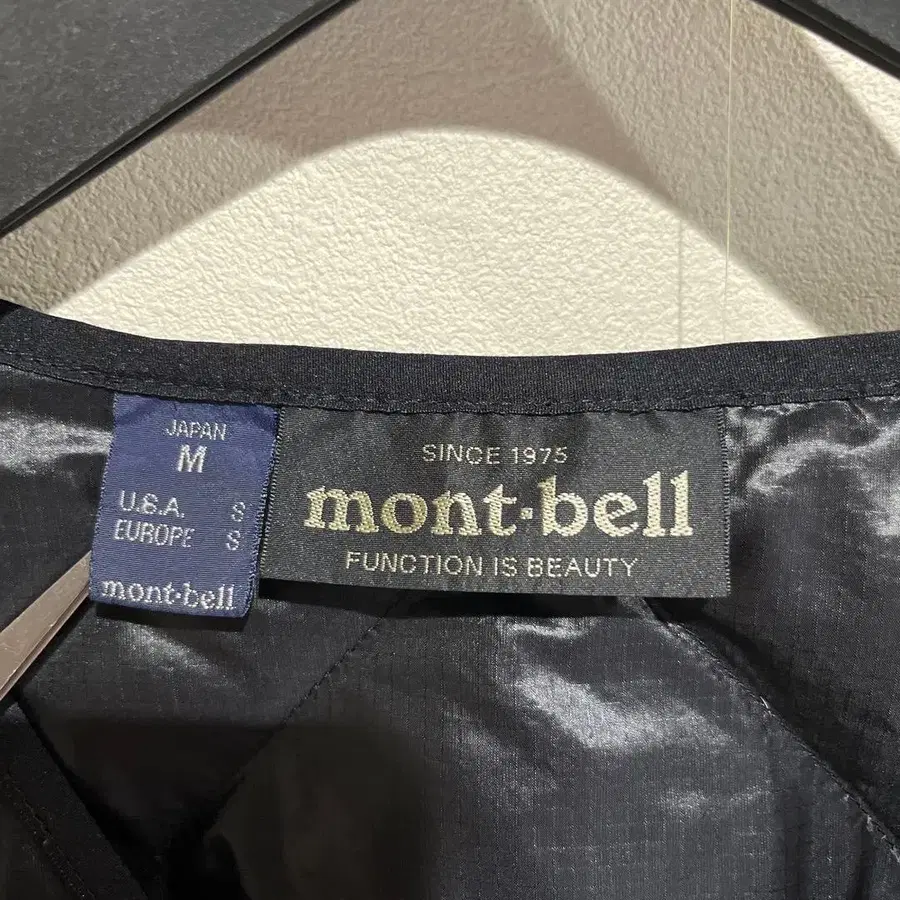 JAPAN
M
U.S.A. S
EUROPE S
mont·bell
SINCE 1975
mont·bell
FUNCTION IS BEAUTY